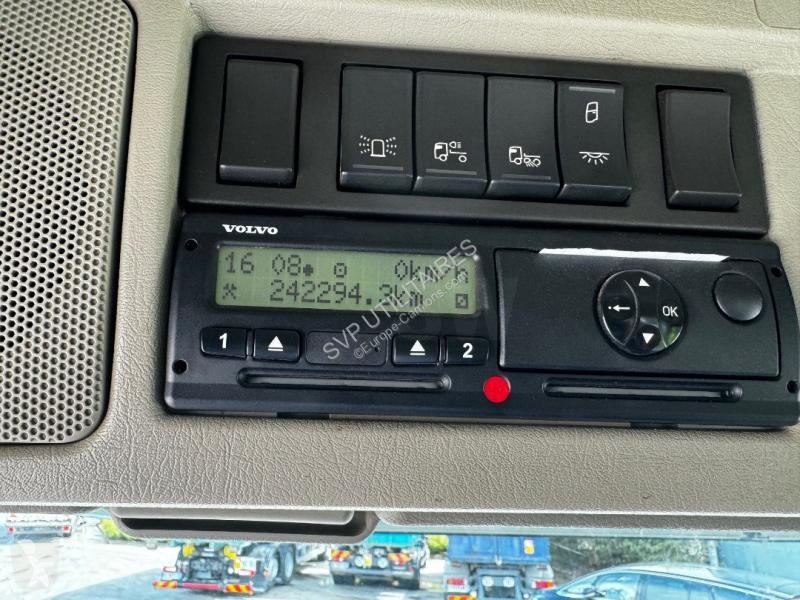 VOLVO
16 08 0km/h
242294.3km
1
2
OK
SVP UTILITAIRES
©Europe-Camions.com